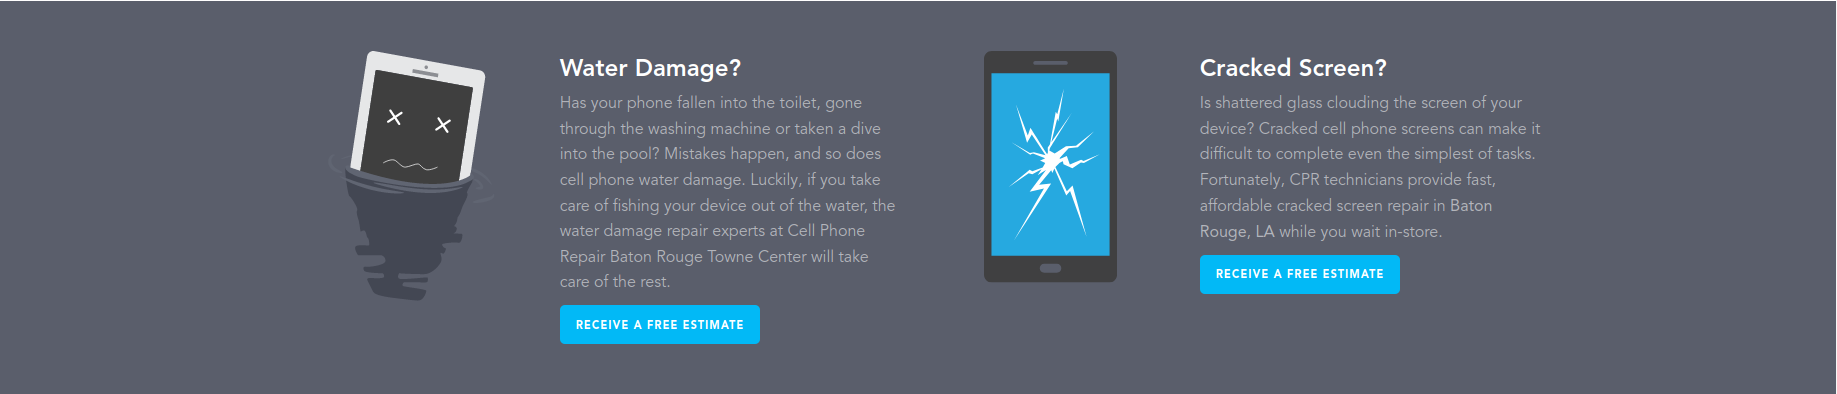 Water Damage?
Has your phone fallen into the toilet, gone
through the washing machine or taken a dive
into the pool? Mistakes happen, and so does
cell phone water damage. Luckily, if you take
care of fishing your device out of the water, the
water damage repair experts at Cell Phone
Repair Baton Rouge Towne Center will take
care of the rest.
RECEIVE A FREE ESTIMATE
Cracked Screen?
Is shattered glass clouding the screen of your
device? Cracked cell phone screens can make it
difficult to complete even the simplest of tasks.
Fortunately, CPR technicians provide fast,
affordable cracked screen repair in Baton
Rouge, LA while you wait in-store.
RECEIVE A FREE ESTIMATE